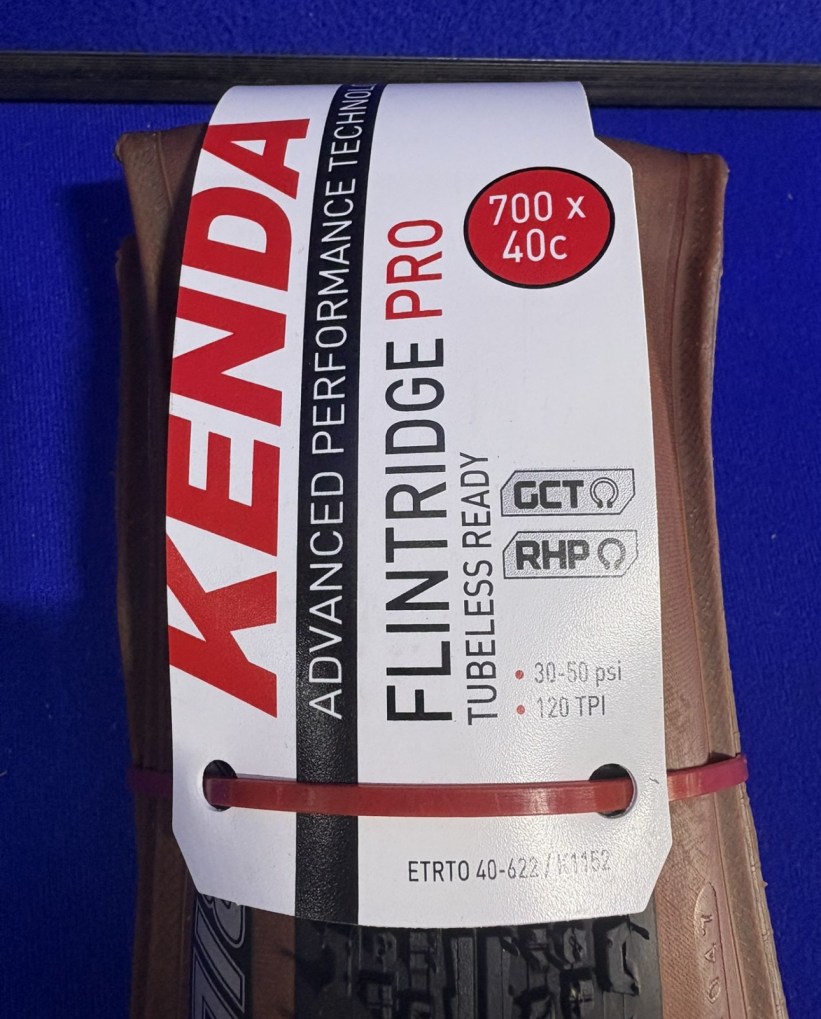 KENDA
ADVANCED PERFORMANCE TECHNOL
FLINTRIDGE PRO
TUBELESS READY
700 x
40c
GCT
RHP
• 30-50 psi
• 120 TPI
ETRTO 40-622 / K1152